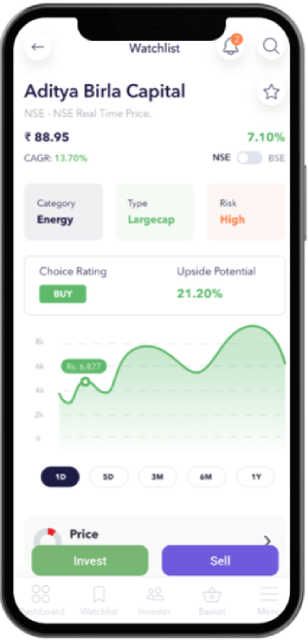 Watchlist
2
Aditya Birla Capital
NSE - NSE Real Time Price.
₹ 88.95 7.10%
CAGR: 13.70% NSE BSE
Category Type Risk
Energy Largecap High
Choice Rating Upside Potential
BUY 21.20%
8k
Rs. 6,827
6k
4k
2k
0
1D 5D 3M 6M 1Y
Price
Invest Sell
Dashboard Watchlist Invester Basket Menu